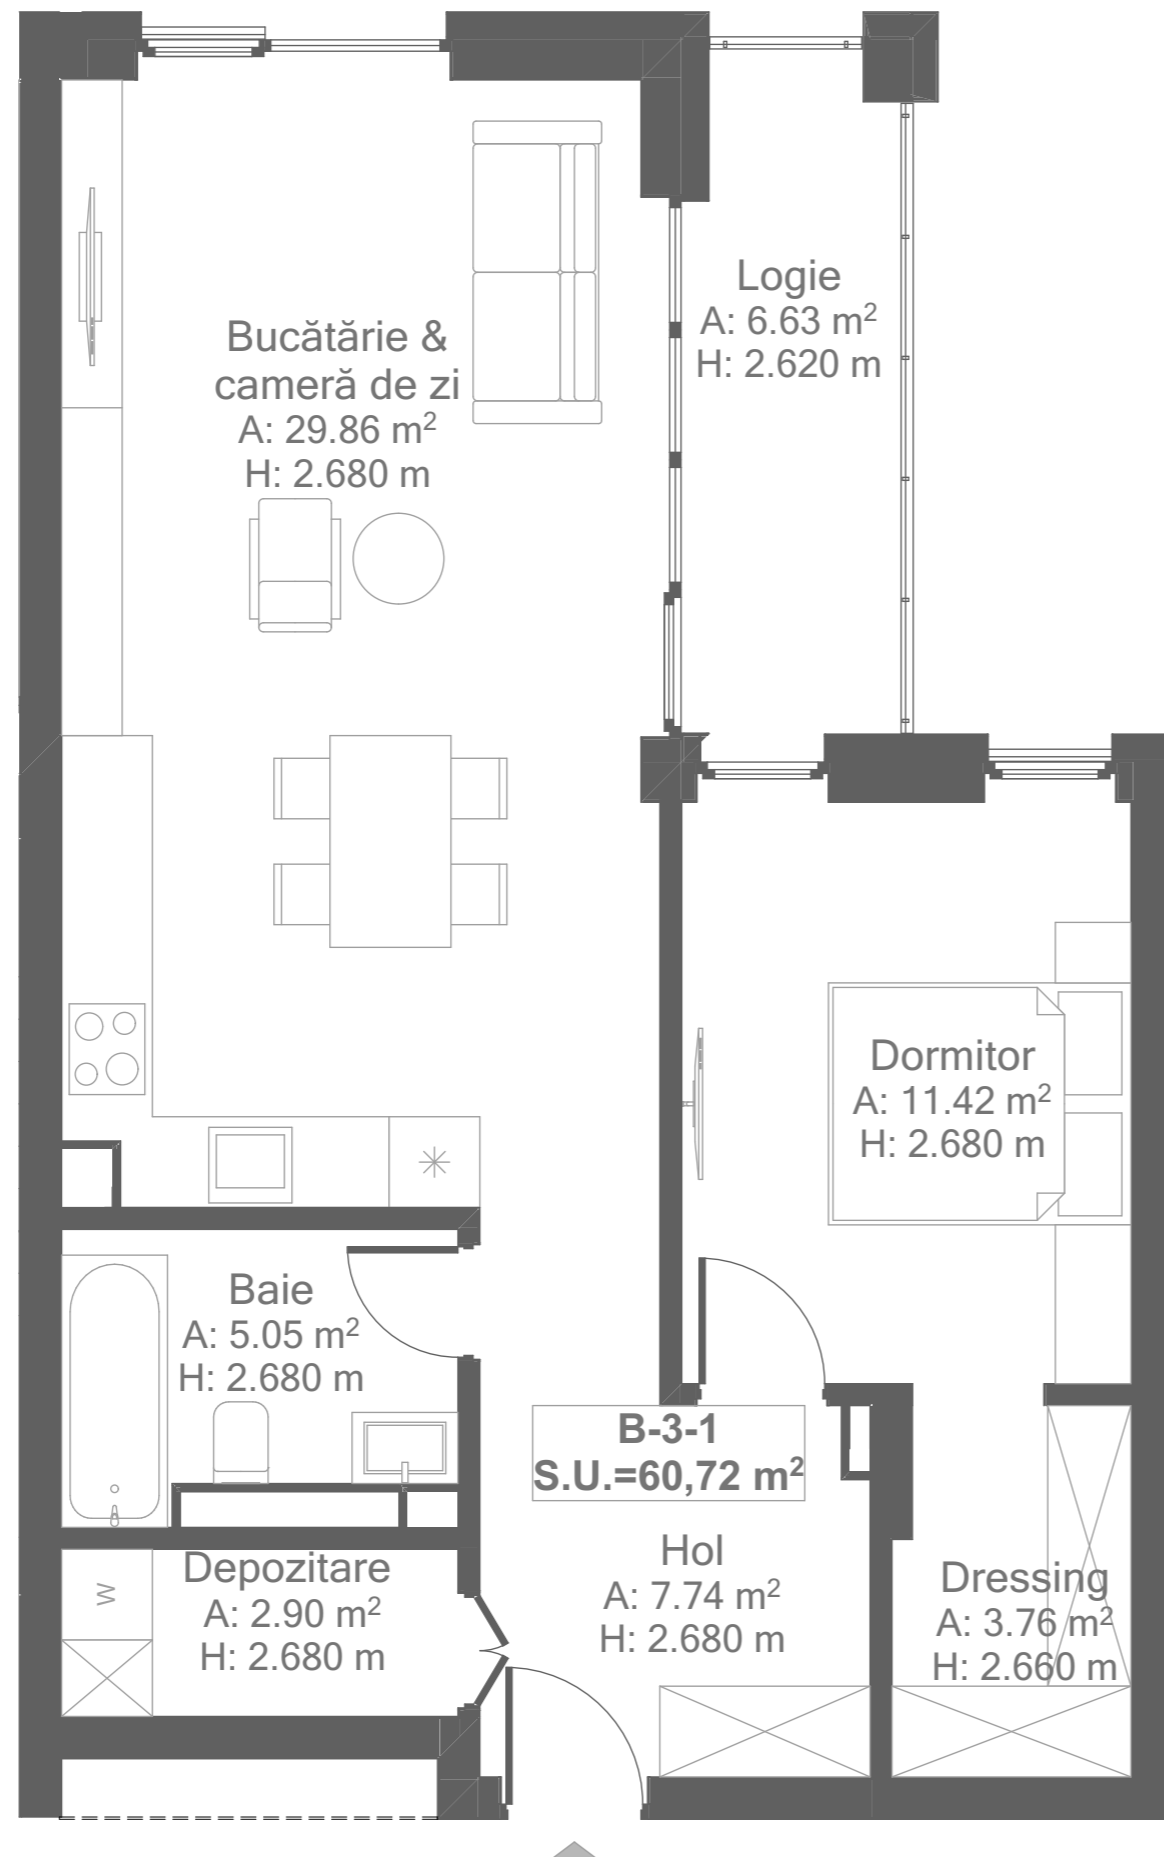 Logie
A: 6.63 m²
H: 2.620 m
Bucătărie &
cameră de zi
A: 29.86 m²
H: 2.680 m
Dormitor
A: 11.42 m²
H: 2.680 m
Baie
A: 5.05 m²
H: 2.680 m
B-3-1
S.U.=60,72 m²
Hol
A: 7.74 m²
H: 2.680 m
Depozitare
A: 2.90 m²
H: 2.680 m
W
Dressing
A: 3.76 m²
H: 2.660 m